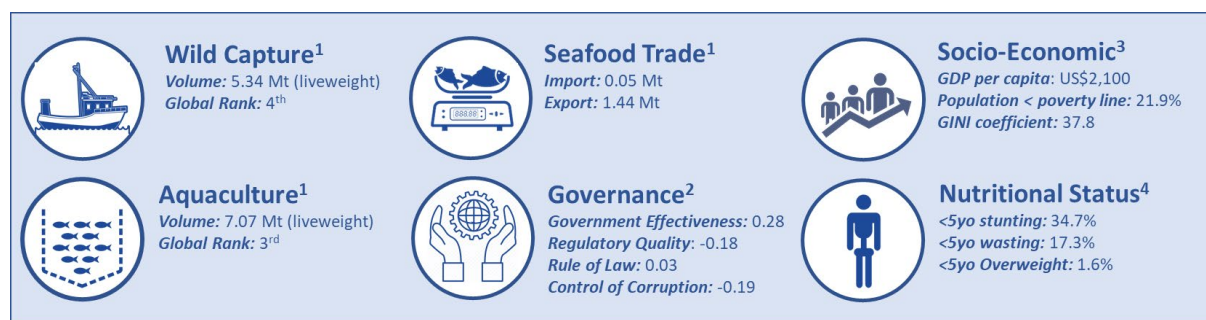 Wild Capture¹
Volume: 5.34 Mt (liveweight)
Global Rank: 4ᵗʰ
Seafood Trade¹
Import: 0.05 Mt
Export: 1.44 Mt
Socio-Economic³
GDP per capita: US$2,100
Population < poverty line: 21.9%
GINI coefficient: 37.8
Aquaculture¹
Volume: 7.07 Mt (liveweight)
Global Rank: 3ʳᵈ
Governance²
Government Effectiveness: 0.28
Regulatory Quality: -0.18
Rule of Law: 0.03
Control of Corruption: -0.19
Nutritional Status⁴
<5yo stunting: 34.7%
<5yo wasting: 17.3%
<5yo Overweight: 1.6%